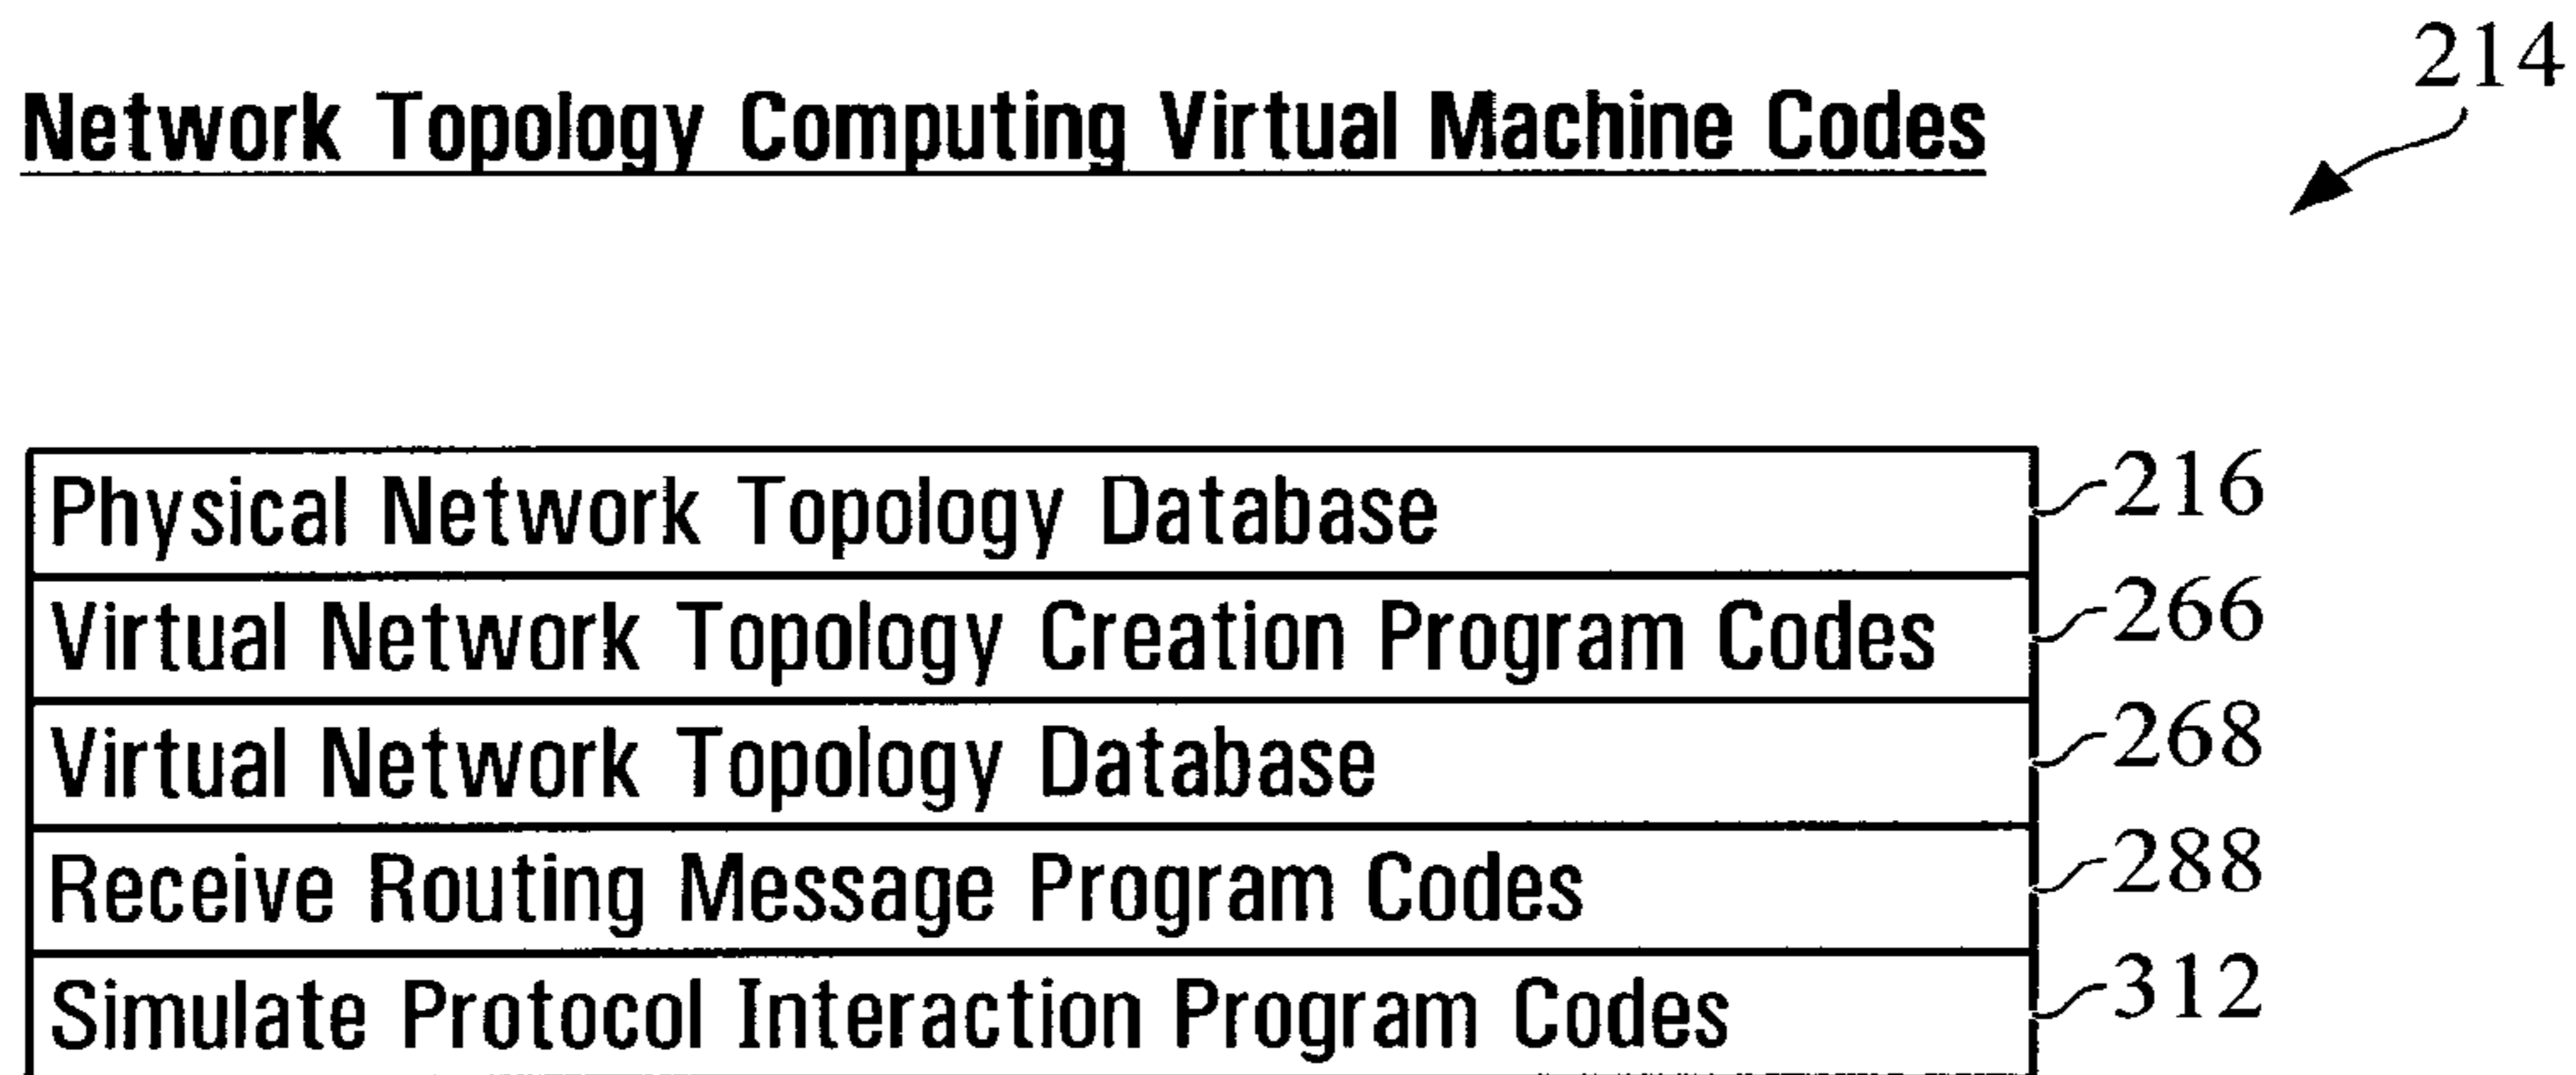 214
Network Topology Computing Virtual Machine Codes
Physical Network Topology Database 216
Virtual Network Topology Creation Program Codes 266
Virtual Network Topology Database 268
Receive Routing Message Program Codes 288
Simulate Protocol Interaction Program Codes 312